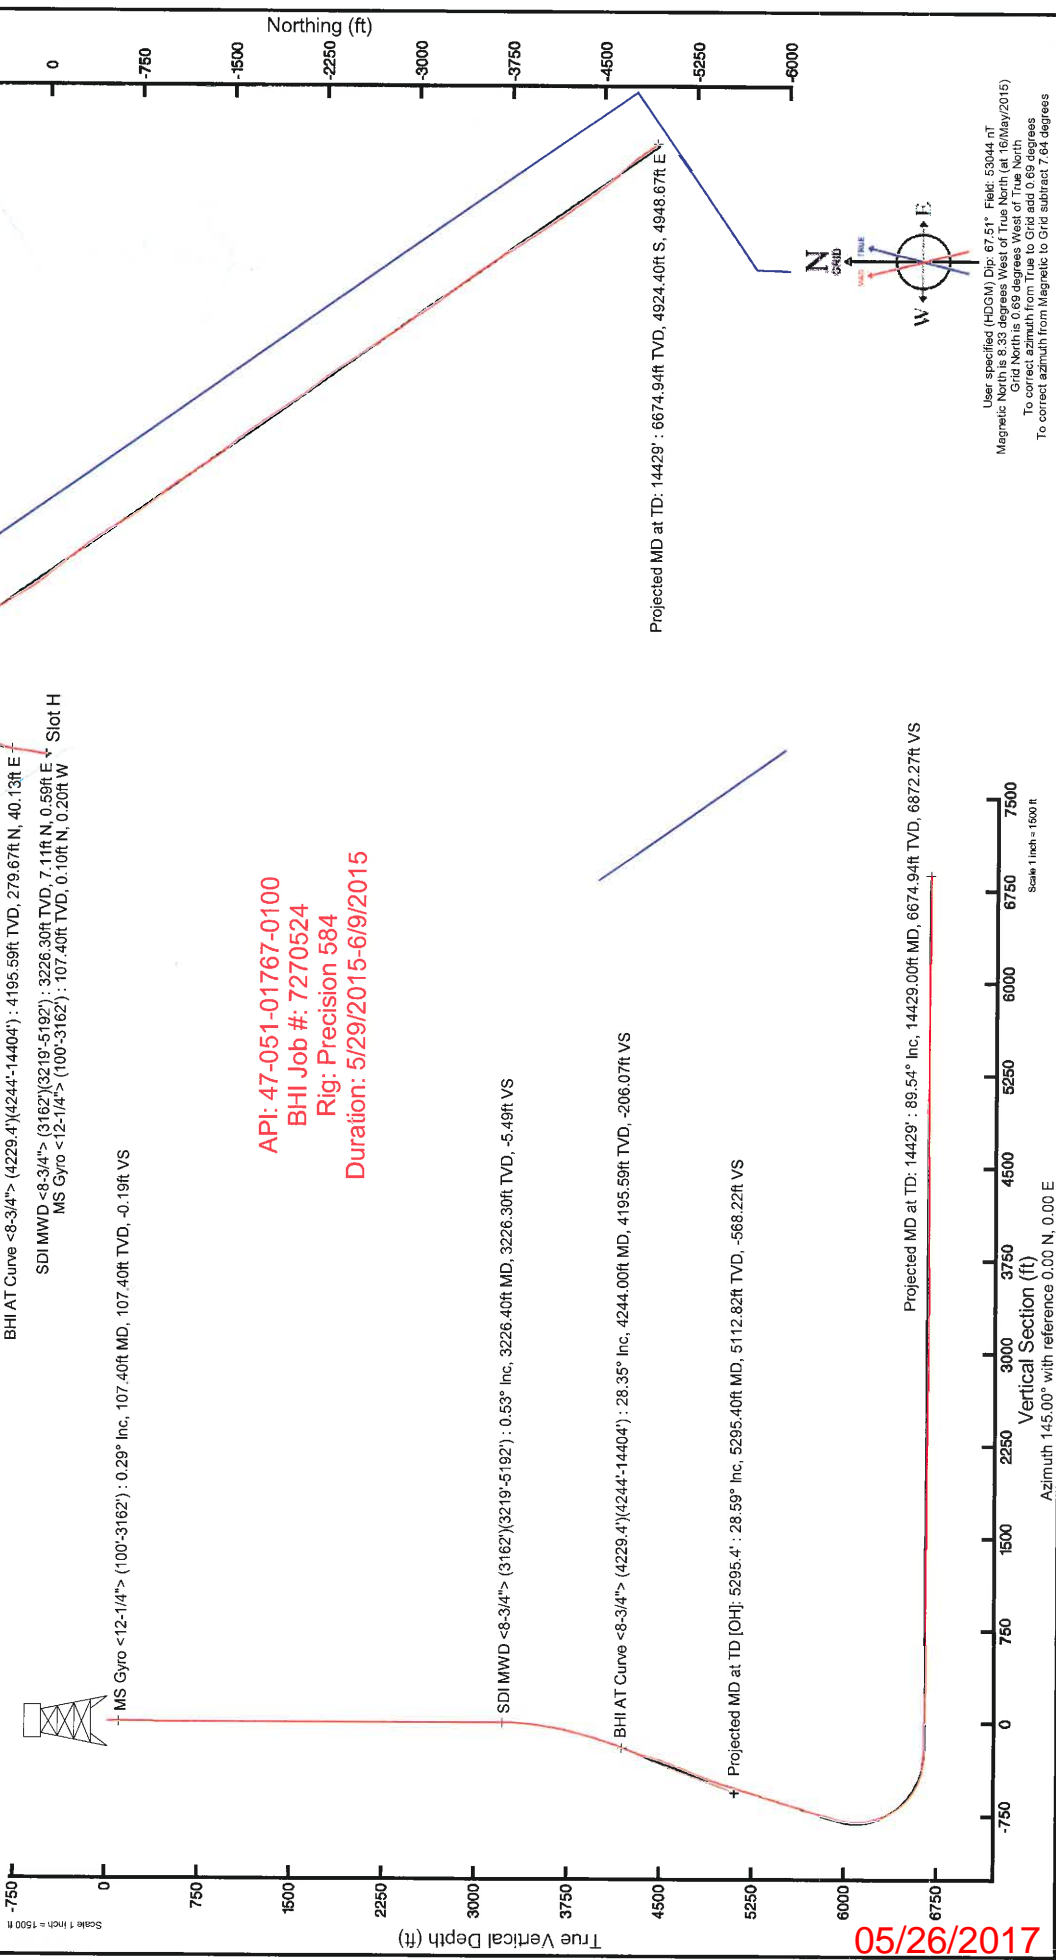 Northing (ft)
0
-750
-1500
-2250
-3000
-3750
-4500
-5250
-6000
Projected MD at TD: 14429' : 6674.94ft TVD, 4924.40ft S, 4948.67ft E
N
GRID
MAG TRUE
W E
User specified (HDGM) Dip: 67.51° Field: 53044 nT
Magnetic North is 8.33 degrees West of True North (at 16/May/2015)
Grid North is 0.69 degrees West of True North
To correct azimuth from True to Grid add 0.69 degrees
To correct azimuth from Magnetic to Grid subtract 7.64 degrees
BHI AT Curve <8-3/4"> (4229.4')(4244'-14404') : 4195.59ft TVD, 279.67ft N, 40.13ft E
SDI MWD <8-3/4"> (3162')(3219'-5192') : 3226.30ft TVD, 7.11ft N, 0.59ft E
MS Gyro <12-1/4"> (100'-3162') : 107.40ft TVD, 0.10ft N, 0.20ft W
Slot H
API: 47-051-01767-0100
BHI Job #: 7270524
Rig: Precision 584
Duration: 5/29/2015-6/9/2015
MS Gyro <12-1/4"> (100'-3162') : 0.29° Inc, 107.40ft MD, 107.40ft TVD, -0.19ft VS
SDI MWD <8-3/4"> (3162')(3219'-5192') : 0.53° Inc, 3226.40ft MD, 3226.30ft TVD, -5.49ft VS
BHI AT Curve <8-3/4"> (4229.4')(4244'-14404') : 28.35° Inc, 4244.00ft MD, 4195.59ft TVD, -206.07ft VS
Projected MD at TD [OH]: 5295.4' : 28.59° Inc, 5295.40ft MD, 5112.82ft TVD, -568.22ft VS
Projected MD at TD: 14429' : 89.54° Inc, 14429.00ft MD, 6674.94ft TVD, 6872.27ft VS
-750
0
750
1500
2250
3000
3750
4500
5250
6000
6750
7500
Scale 1 inch = 1500 ft
Vertical Section (ft)
Azimuth 145.00° with reference 0.00 N, 0.00 E
-750
0
750
1500
2250
3000
3750
4500
5250
6000
6750
Scale 1 inch = 1500 ft
True Vertical Depth (ft)
05/26/2017